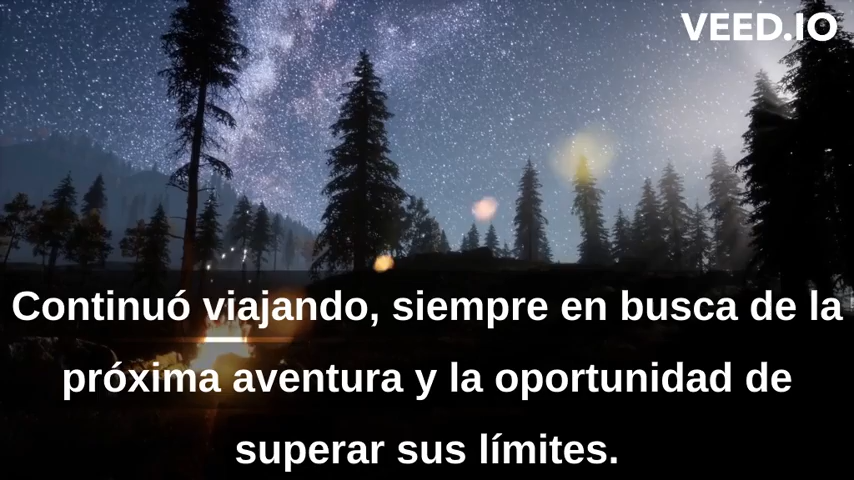 VEED.IO
Continuó viajando, siempre en busca de la
próxima aventura y la oportunidad de
superar sus límites.